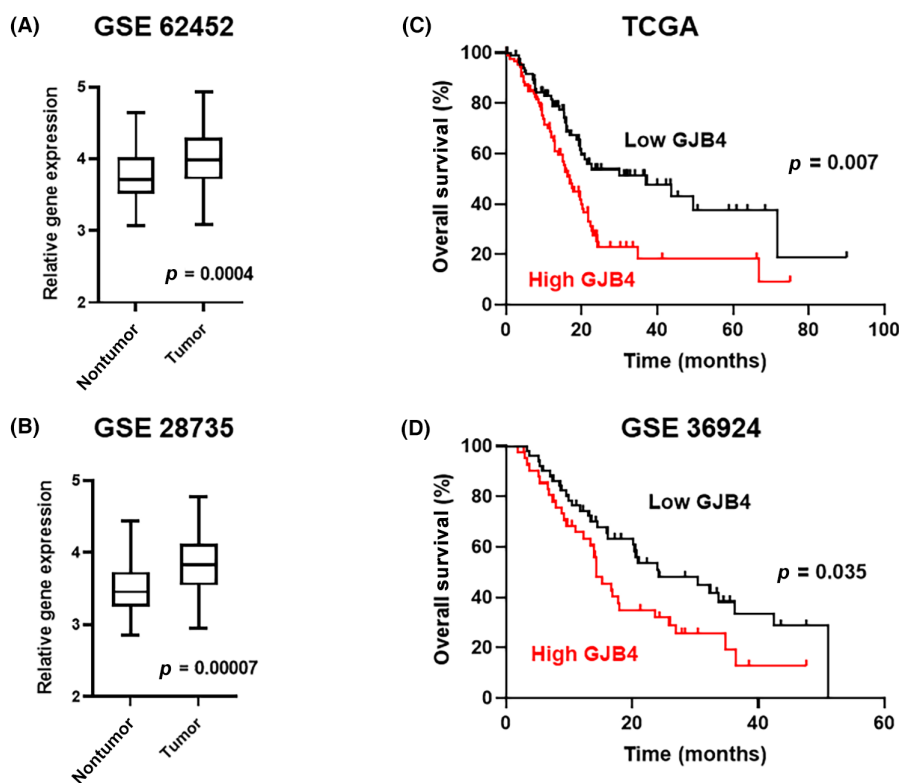 (A)
GSE 62452
Relative gene expression
5
4
3
2
p = 0.0004
Nontumor
Tumor
(C)
TCGA
Overall survival (%)
100
80
60
40
20
0
Low GJB4
p = 0.007
High GJB4
0
20
40
60
80
100
Time (months)
(B)
GSE 28735
Relative gene expression
5
4
3
2
p = 0.00007
Nontumor
Tumor
(D)
GSE 36924
Overall survival (%)
100
80
60
40
20
0
Low GJB4
p = 0.035
High GJB4
0
20
40
60
Time (months)